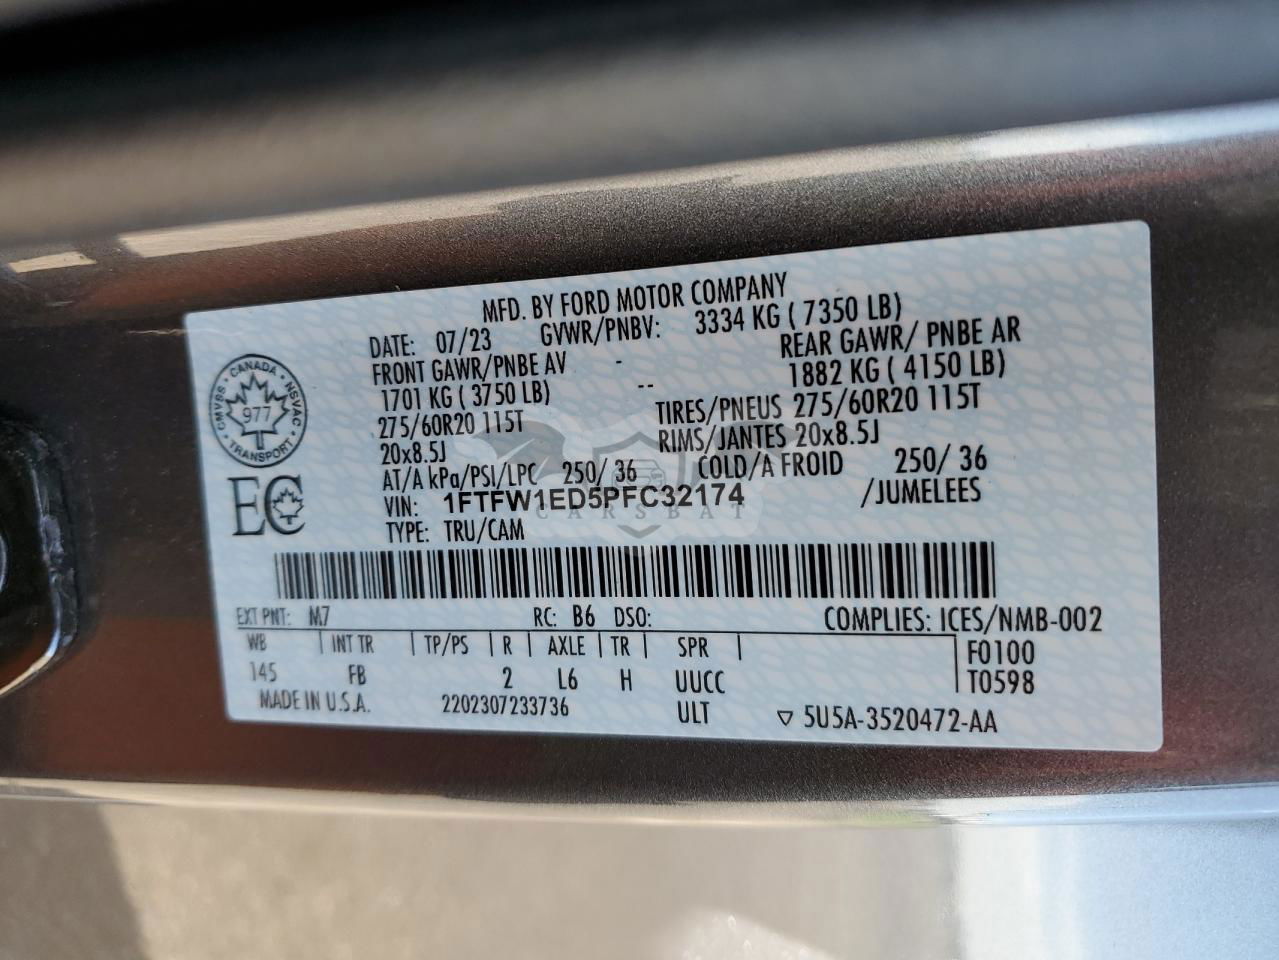 MFD. BY FORD MOTOR COMPANY
DATE: 07/23 GVWR/PNBV: 3334 KG ( 7350 LB)
FRONT GAWR/PNBE AV - REAR GAWR/ PNBE AR
1701 KG (3750 LB) -- 1882 KG ( 4150 LB)
275/60R20 115T TIRES/PNEUS 275/60R20 115T
20x8.5J RIMS/JANTES 20x8.5J
AT/A kPa/PSI/LPC 250/ 36 COLD/A FROID 250/ 36
VIN: 1FTFW1ED5PFC32174 /JUMELEES
TYPE: TRU/CAM
CARSBAT
CMVSS • CANADA • NSVAC • TRANSPORT •
977
EC
EXT PNT: M7 RC: B6 DSO: COMPLIES: ICES/NMB-002
WB | INT TR | TP/PS | R | AXLE | TR | SPR | F0100
145 FB 2 L6 H UUCC T0598
MADE IN U.S.A. 2202307233736 ULT ▽ 5U5A-3520472-AA